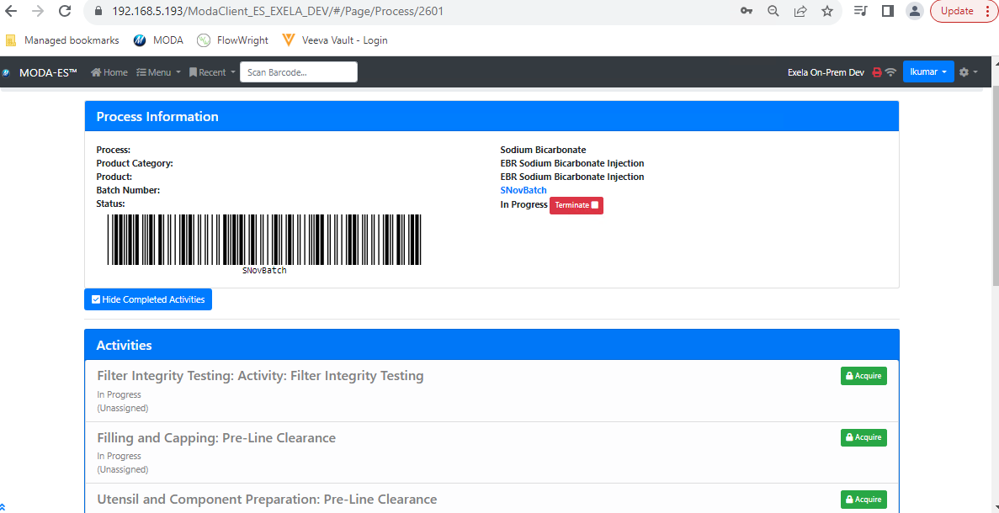 192.168.5.193/ModaClient_ES_EXELA_DEV/#/Page/Process/2601 Update
Managed bookmarks MODA FlowWright Veeva Vault - Login
MODA-ES™ Home Menu Recent Scan Barcode... Exela On-Prem Dev lkumar
Process Information
Process: Sodium Bicarbonate
Product Category: EBR Sodium Bicarbonate Injection
Product: EBR Sodium Bicarbonate Injection
Batch Number: SNovBatch
Status: In Progress Terminate
SNovBatch
Hide Completed Activities
Activities
Filter Integrity Testing: Activity: Filter Integrity Testing Acquire
In Progress
(Unassigned)
Filling and Capping: Pre-Line Clearance Acquire
In Progress
(Unassigned)
Utensil and Component Preparation: Pre-Line Clearance Acquire